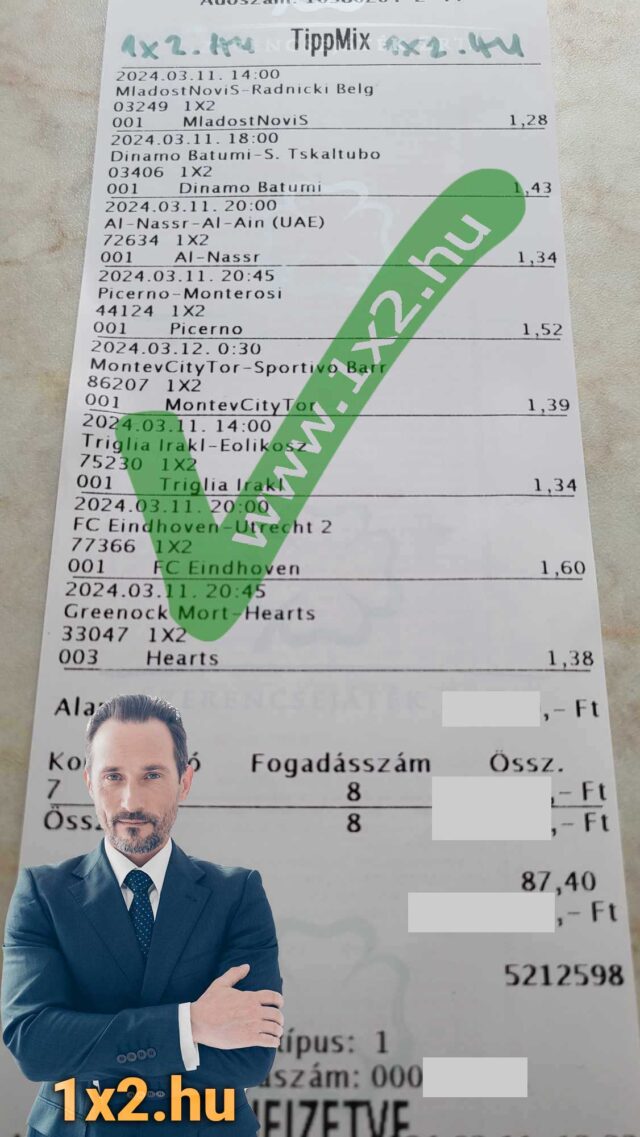 TippMix
1x2.hu 1x2.hu
2024.03.11. 14:00
MladostNoviS-Radnicki Belg
03249 1X2
001 MladostNoviS 1,28
2024.03.11. 18:00
Dinamo Batumi-S. Tskaltubo
03406 1X2
001 Dinamo Batumi 1,43
2024.03.11. 20:00
Al-Nassr-Al-Ain (UAE)
72634 1X2
001 Al-Nassr 1,34
2024.03.11. 20:45
Picerno-Monterosi
44124 1X2
001 Picerno 1,52
2024.03.12. 0:30
MontevCityTor-Sportivo Barr
86207 1X2
001 MontevCityTor 1,39
2024.03.11. 14:00
Triglia Irakl-Eolikosz
75230 1X2
001 Triglia Irakl 1,34
2024.03.11. 20:00
FC Eindhoven-Utrecht 2
77366 1X2
001 FC Eindhoven 1,60
2024.03.11. 20:45
Greenock Mort-Hearts
33047 1X2
003 Hearts 1,38
www.1x2.hu
,- Ft
Fogadásszám Össz.
7 8 ,- Ft
Össz. 8 ,- Ft
87,40
,- Ft
5212598
típus: 1
aszám: 000
1x2.hu